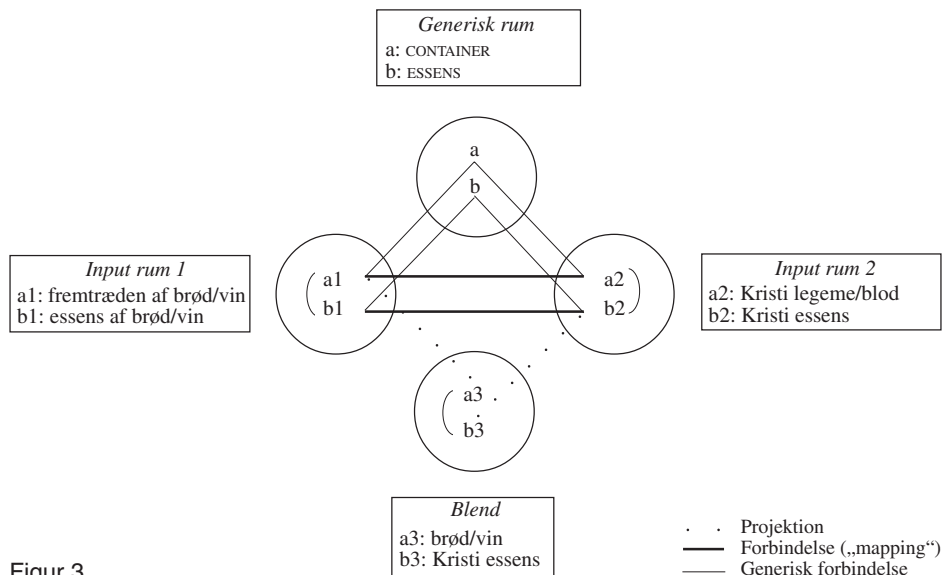 Generisk rum
a: CONTAINER
b: ESSENS
a
b
Input rum 1
a1: fremtræden af brød/vin
b1: essens af brød/vin
a1
b1
a2
b2
Input rum 2
a2: Kristi legeme/blod
b2: Kristi essens
a3
b3
Blend
a3: brød/vin
b3: Kristi essens
Projektion
Forbindelse („mapping“)
Generisk forbindelse
Figur 3